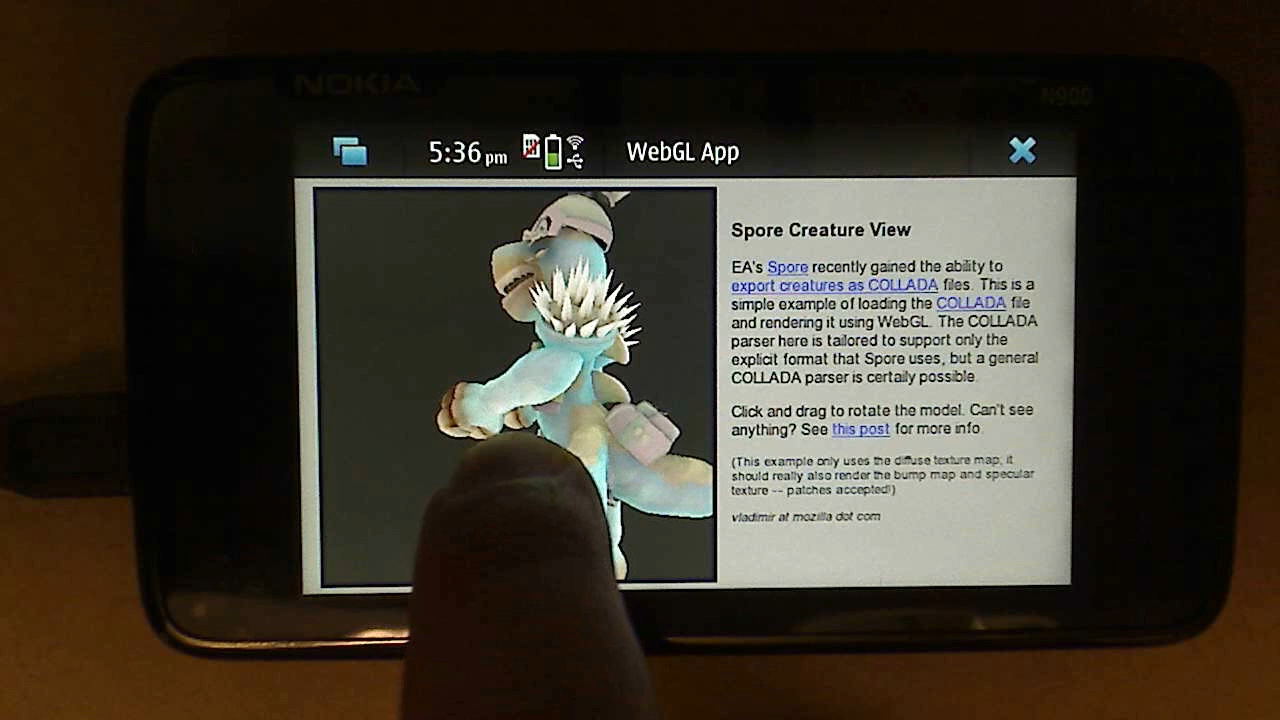 NOKIA
N900
5:36 pm
WebGL App
Spore Creature View
EA's Spore recently gained the ability to
export creatures as COLLADA files. This is a
simple example of loading the COLLADA file
and rendering it using WebGL. The COLLADA
parser here is tailored to support only the
explicit format that Spore uses, but a general
COLLADA parser is certaily possible.
Click and drag to rotate the model. Can't see
anything? See this post for more info.
(This example only uses the diffuse texture map; it
should really also render the bump map and specular
texture -- patches accepted!)
vladimir at mozilla dot com